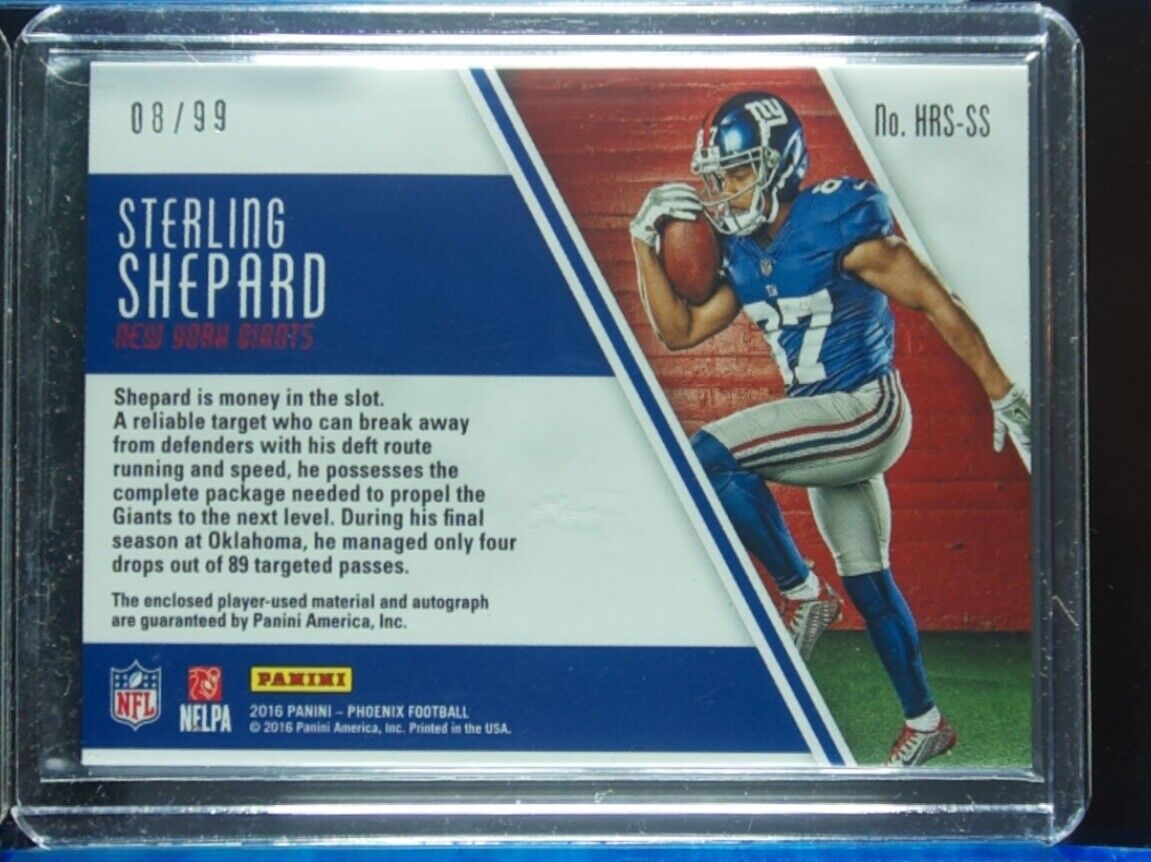 08/99
No. HRS-SS
STERLING
SHEPARD
NEW YORK GIANTS
Shepard is money in the slot.
A reliable target who can break away
from defenders with his deft route
running and speed, he possesses the
complete package needed to propel the
Giants to the next level. During his final
season at Oklahoma, he managed only four
drops out of 89 targeted passes.
The enclosed player-used material and autograph
are guaranteed by Panini America, Inc.
NFL
NFLPA
PANINI
2016 PANINI – PHOENIX FOOTBALL
© 2016 Panini America, Inc. Printed in the USA.
ny
7
87
87